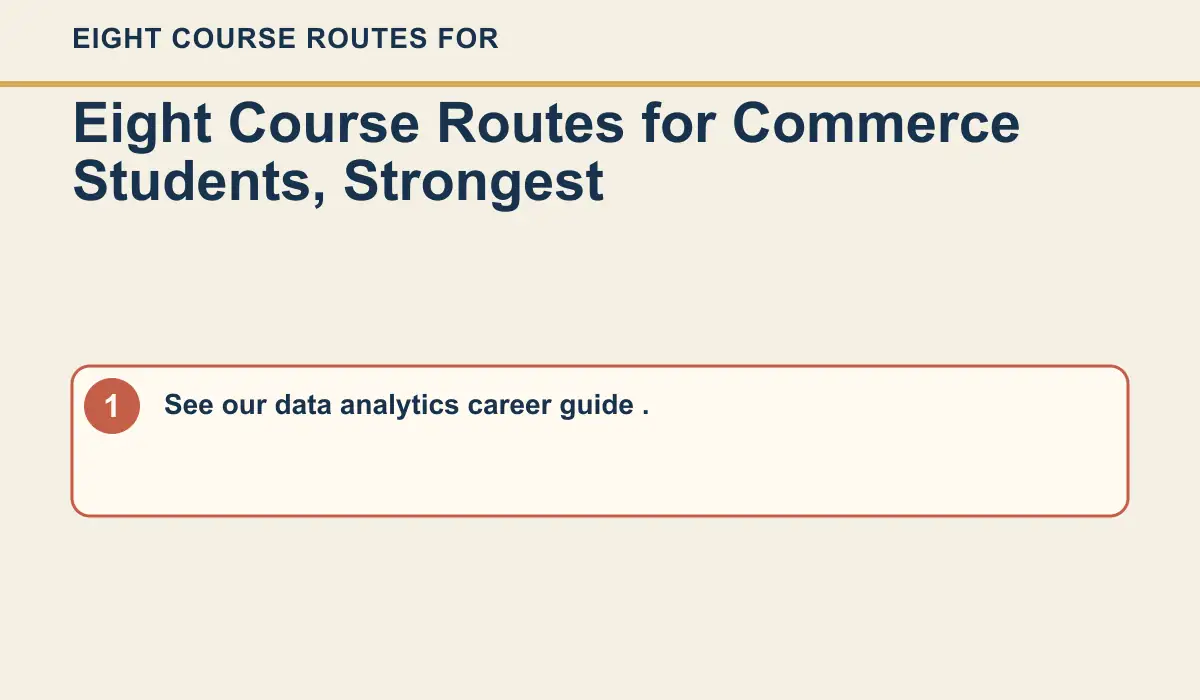 EIGHT COURSE ROUTES FOR
Eight Course Routes for Commerce
Students, Strongest
1
See our data analytics career guide .